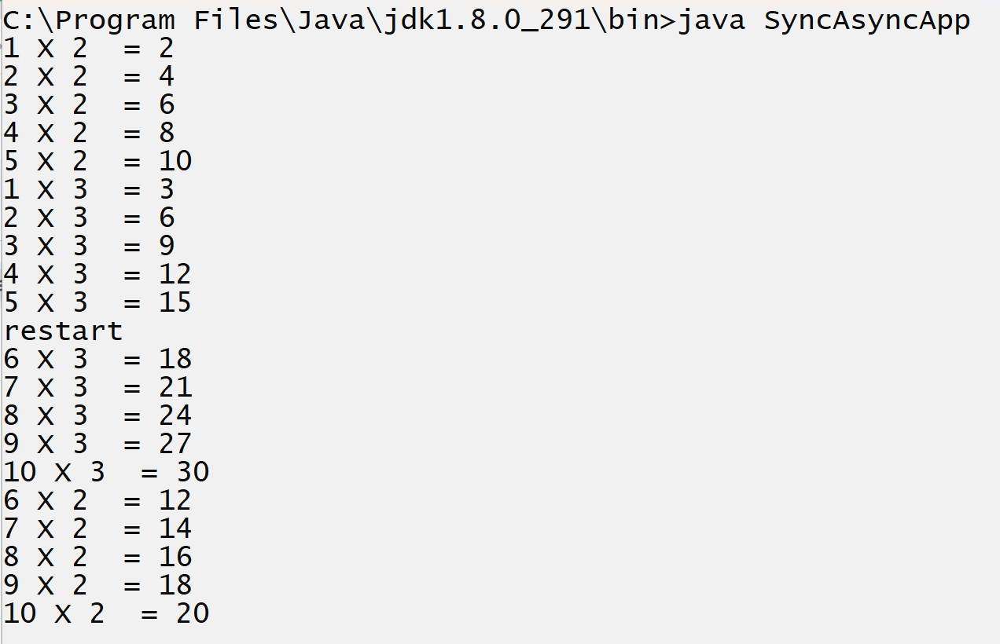 C:\Program Files\Java\jdk1.8.0_291\bin>java SyncAsyncApp
1 X 2  = 2
2 X 2  = 4
3 X 2  = 6
4 X 2  = 8
5 X 2  = 10
1 X 3  = 3
2 X 3  = 6
3 X 3  = 9
4 X 3  = 12
5 X 3  = 15
restart
6 X 3  = 18
7 X 3  = 21
8 X 3  = 24
9 X 3  = 27
10 X 3  = 30
6 X 2  = 12
7 X 2  = 14
8 X 2  = 16
9 X 2  = 18
10 X 2  = 20